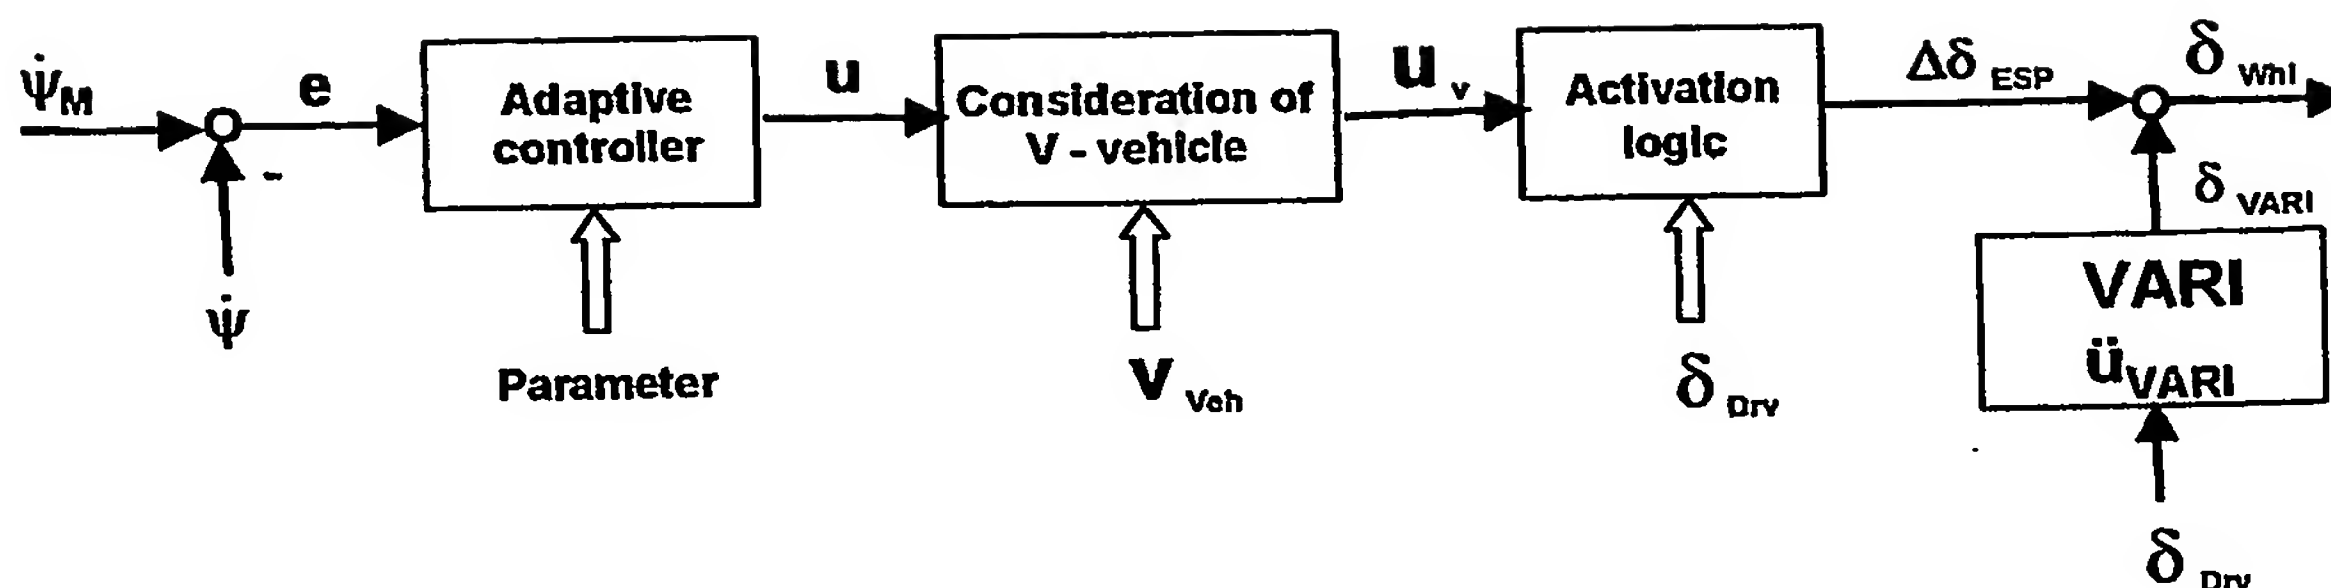 ψ̇M
e
Adaptive
controller
u
Consideration of
V - vehicle
u v
Activation
logic
Δδ ESP
δ Whl
-
ψ̇
Parameter
v Veh
δ Drv
δ VARI
VARI
üVARI
δ Drv